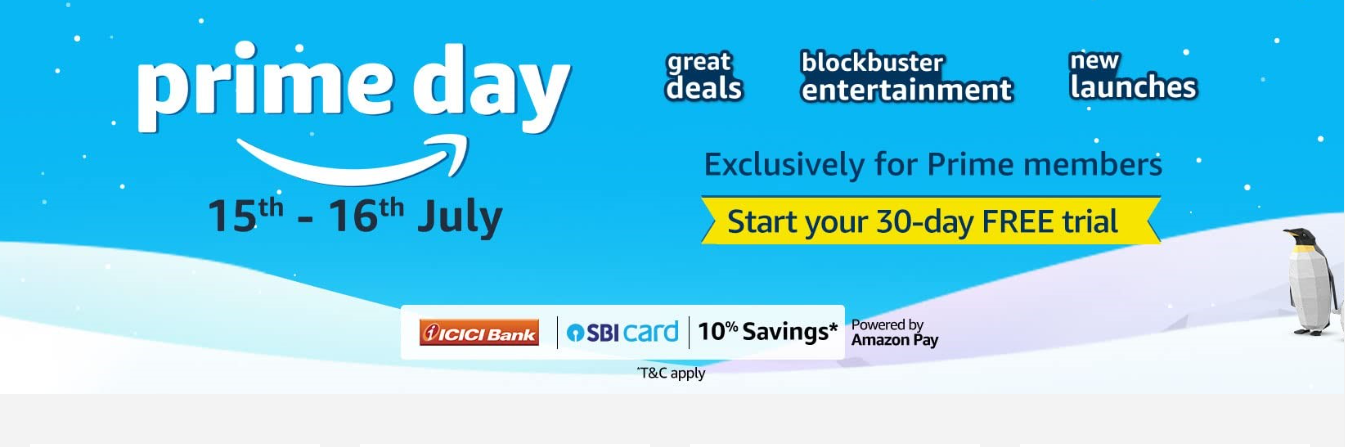 prime day
15th - 16th July
great
deals
blockbuster
entertainment
new
launches
Exclusively for Prime members
Start your 30-day FREE trial
ICICI Bank
SBI card
10% Savings*
Powered by
Amazon Pay
*T&C apply